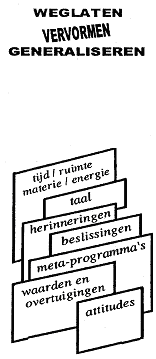 WEGLATEN
VERVORMEN
GENERALISEREN
tijd / ruimte
materie / energie
taal
herinneringen
beslissingen
meta-programma's
waarden en
overtuigingen
attitudes